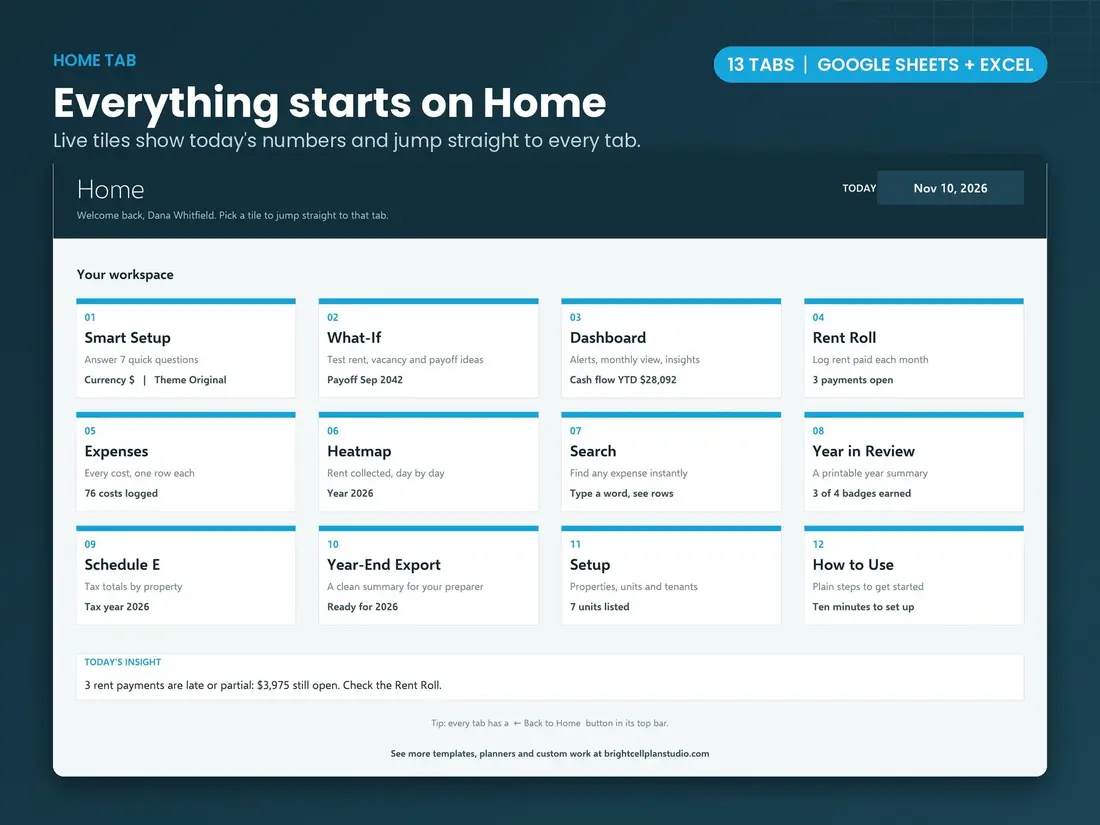 HOME TAB
13 TABS | GOOGLE SHEETS + EXCEL
Everything starts on Home
Live tiles show today's numbers and jump straight to every tab.
Home
TODAY
Nov 10, 2026
Welcome back, Dana Whitfield. Pick a tile to jump straight to that tab.
Your workspace
01
Smart Setup
Answer 7 quick questions
Currency $ | Theme Original
02
What-If
Test rent, vacancy and payoff ideas
Payoff Sep 2042
03
Dashboard
Alerts, monthly view, insights
Cash flow YTD $28,092
04
Rent Roll
Log rent paid each month
3 payments open
05
Expenses
Every cost, one row each
76 costs logged
06
Heatmap
Rent collected, day by day
Year 2026
07
Search
Find any expense instantly
Type a word, see rows
08
Year in Review
A printable year summary
3 of 4 badges earned
09
Schedule E
Tax totals by property
Tax year 2026
10
Year-End Export
A clean summary for your preparer
Ready for 2026
11
Setup
Properties, units and tenants
7 units listed
12
How to Use
Plain steps to get started
Ten minutes to set up
TODAY'S INSIGHT
3 rent payments are late or partial: $3,975 still open. Check the Rent Roll.
Tip: every tab has a ← Back to Home button in its top bar.
See more templates, planners and custom work at brightcellplanstudio.com